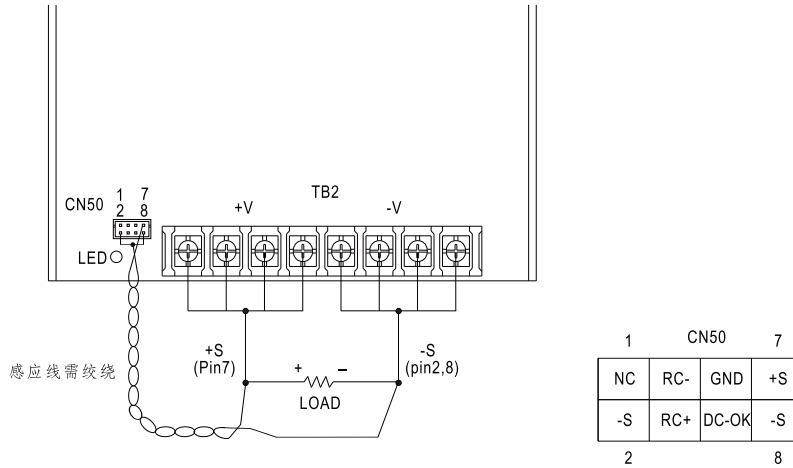 1 7
CN50 2 8
TB2
+V -V
LED
+S
(Pin7)
-S
(pin2,8)
+ –
LOAD
感应线需绞绕
1 CN50 7
NC RC- GND +S
-S RC+ DC-OK -S
2 8